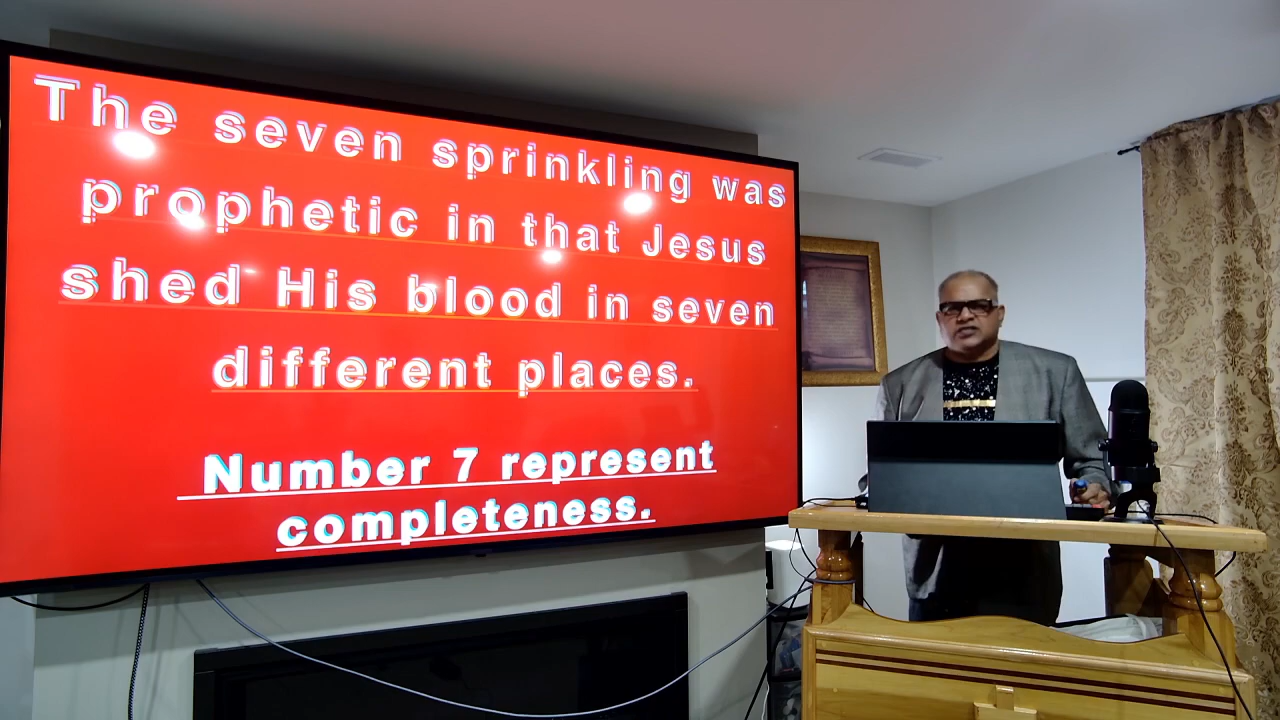 The seven sprinkling was
prophetic in that Jesus
shed His blood in seven
different places.
Number 7 represent
completeness.